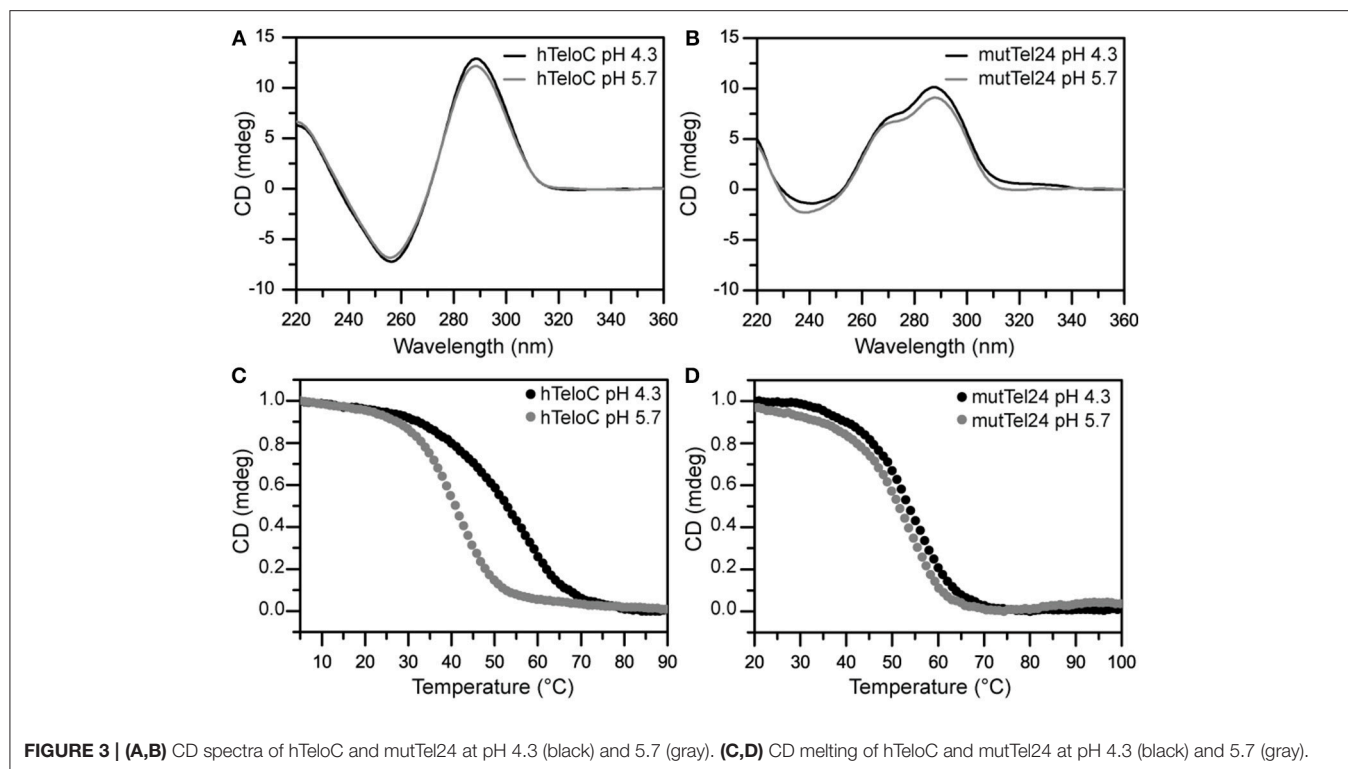 A
15
10
5
0
-5
-10
CD (mdeg)
hTeloC pH 4.3
hTeloC pH 5.7
220 240 260 280 300 320 340 360
Wavelength (nm)
B
15
10
5
0
-5
-10
CD (mdeg)
mutTel24 pH 4.3
mutTel24 pH 5.7
220 240 260 280 300 320 340 360
Wavelength (nm)
C
1.0
0.8
0.6
0.4
0.2
0.0
CD (mdeg)
hTeloC pH 4.3
hTeloC pH 5.7
10 20 30 40 50 60 70 80 90
Temperature (°C)
D
1.0
0.8
0.6
0.4
0.2
0.0
CD (mdeg)
mutTel24 pH 4.3
mutTel24 pH 5.7
20 30 40 50 60 70 80 90 100
Temperature (°C)
FIGURE 3 | (A,B) CD spectra of hTeloC and mutTel24 at pH 4.3 (black) and 5.7 (gray). (C,D) CD melting of hTeloC and mutTel24 at pH 4.3 (black) and 5.7 (gray).